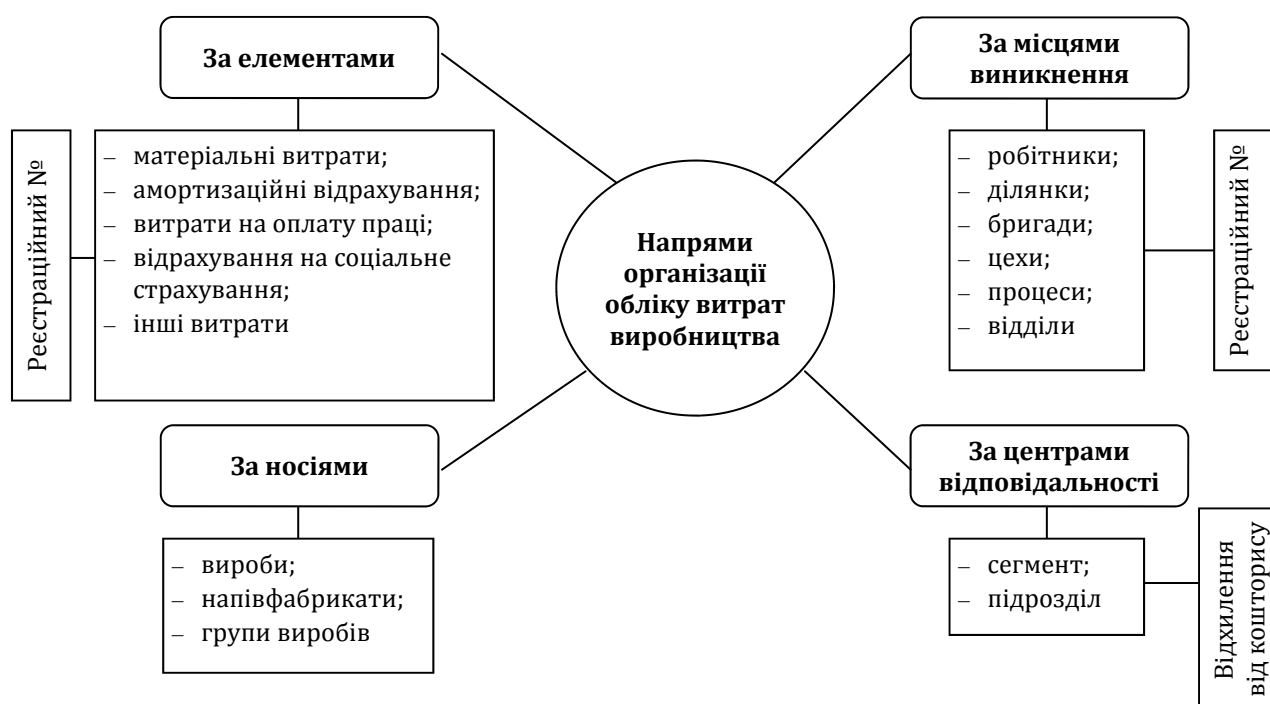 За елементами
Реєстраційний №
– матеріальні витрати;
– амортизаційні відрахування;
– витрати на оплату праці;
– відрахування на соціальне
страхування;
– інші витрати
За місцями
виникнення
– робітники;
– ділянки;
– бригади;
– цехи;
– процеси;
– відділи
Реєстраційний №
Напрями
організації
обліку витрат
виробництва
За носіями
– вироби;
– напівфабрикати;
– групи виробів
За центрами
відповідальності
– сегмент;
– підрозділ
Відхилення
від кошторису